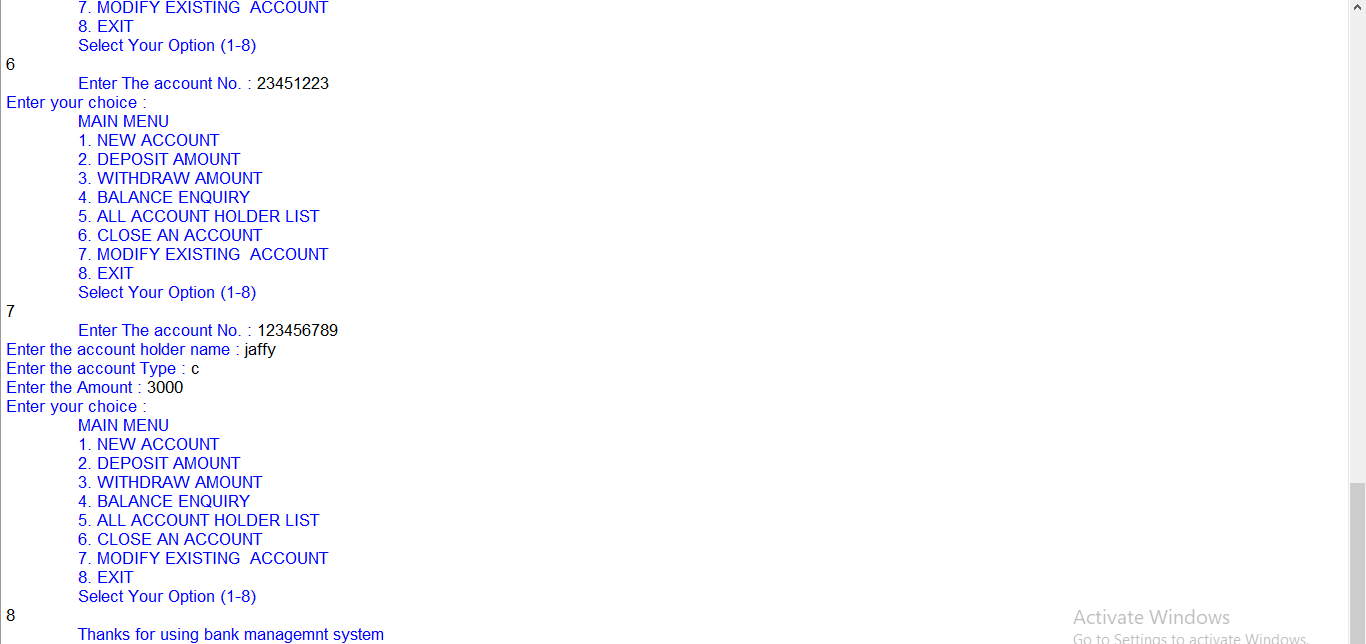 7. MODIFY EXISTING  ACCOUNT
8. EXIT
Select Your Option (1-8)
6
Enter The account No. : 23451223
Enter your choice :
MAIN MENU
1. NEW ACCOUNT
2. DEPOSIT AMOUNT
3. WITHDRAW AMOUNT
4. BALANCE ENQUIRY
5. ALL ACCOUNT HOLDER LIST
6. CLOSE AN ACCOUNT
7. MODIFY EXISTING  ACCOUNT
8. EXIT
Select Your Option (1-8)
7
Enter The account No. : 123456789
Enter the account holder name : jaffy
Enter the account Type : c
Enter the Amount : 3000
Enter your choice :
MAIN MENU
1. NEW ACCOUNT
2. DEPOSIT AMOUNT
3. WITHDRAW AMOUNT
4. BALANCE ENQUIRY
5. ALL ACCOUNT HOLDER LIST
6. CLOSE AN ACCOUNT
7. MODIFY EXISTING  ACCOUNT
8. EXIT
Select Your Option (1-8)
8
Thanks for using bank managemnt system
Activate Windows
Go to Settings to activate Windows.